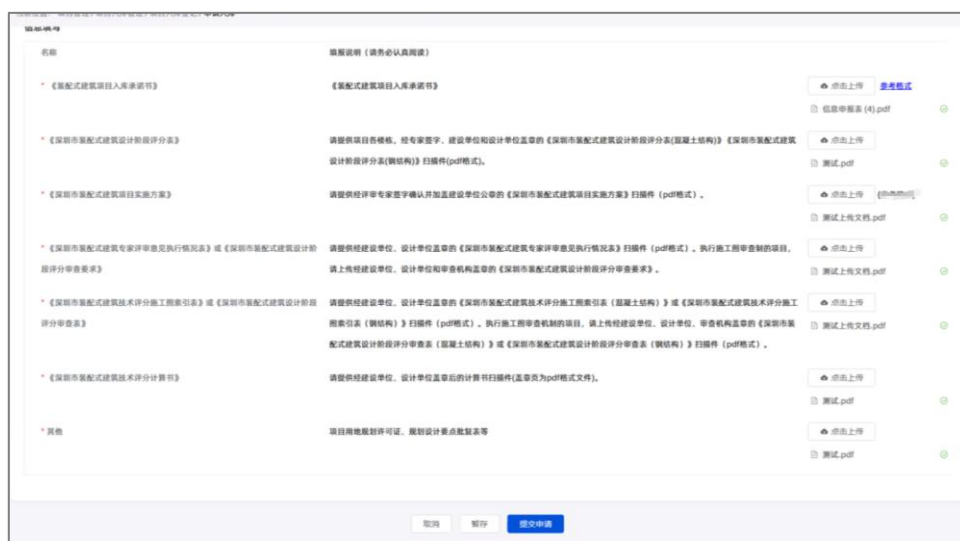 信息填写
名称 填报说明（请务必认真阅读）
* 《装配式建筑项目入库承诺书》 《装配式建筑项目入库承诺书》 点击上传 参考格式
信息申报表 (4).pdf
* 《深圳市装配式建筑设计阶段评分表》 请提供项目各楼栋、经专家签字、建设单位和设计单位盖章的《深圳市装配式建筑设计阶段评分表(混凝土结构)》《深圳市装配式建筑 点击上传
设计阶段评分表(钢结构)》扫描件(pdf格式)。 测试.pdf
* 《深圳市装配式建筑项目实施方案》 请提供经评审专家签字确认并加盖建设单位公章的《深圳市装配式建筑项目实施方案》扫描件（pdf格式）。 点击上传
测试上传文档.pdf
* 《深圳市装配式建筑专家评审意见执行情况表》或《深圳市装配式建筑设计阶 请提供经建设单位、设计单位盖章的《深圳市装配式建筑专家评审意见执行情况表》扫描件（pdf格式）。执行施工图审查制的项目， 点击上传
段评分审查要求》 请上传经建设单位、设计单位和审查机构盖章的《深圳市装配式建筑设计阶段评分审查要求》。 测试上传文档.pdf
* 《深圳市装配式建筑技术评分施工图索引表》或《深圳市装配式建筑设计阶段 请提供经建设单位、设计单位盖章的《深圳市装配式建筑技术评分施工图索引表（混凝土结构）》或《深圳市装配式建筑技术评分施工 点击上传
评分审查表》 图索引表（钢结构）》扫描件（pdf格式）。执行施工图审查机制的项目，请上传经建设单位、设计单位、审查机构盖章的《深圳市装 测试上传文档.pdf
配式建筑设计阶段评分审查表（混凝土结构）》或《深圳市装配式建筑设计阶段评分审查表（钢结构）》扫描件（pdf格式）。
* 《深圳市装配式建筑技术评分计算书》 请提供经建设单位、设计单位盖章后的计算书扫描件(盖章页为pdf格式文件)。 点击上传
测试.pdf
* 其他 项目用地规划许可证、规划设计要点批复表等 点击上传
测试.pdf
取消 暂存 提交申请